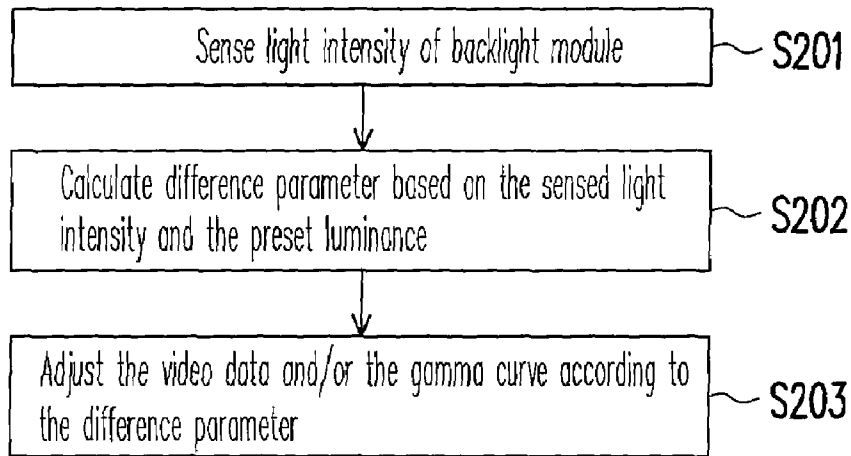 Sense light intensity of backlight module
S201
Calculate difference parameter based on the sensed light
intensity and the preset luminance
S202
Adjust the video data and/or the gamma curve according to
the difference parameter
S203